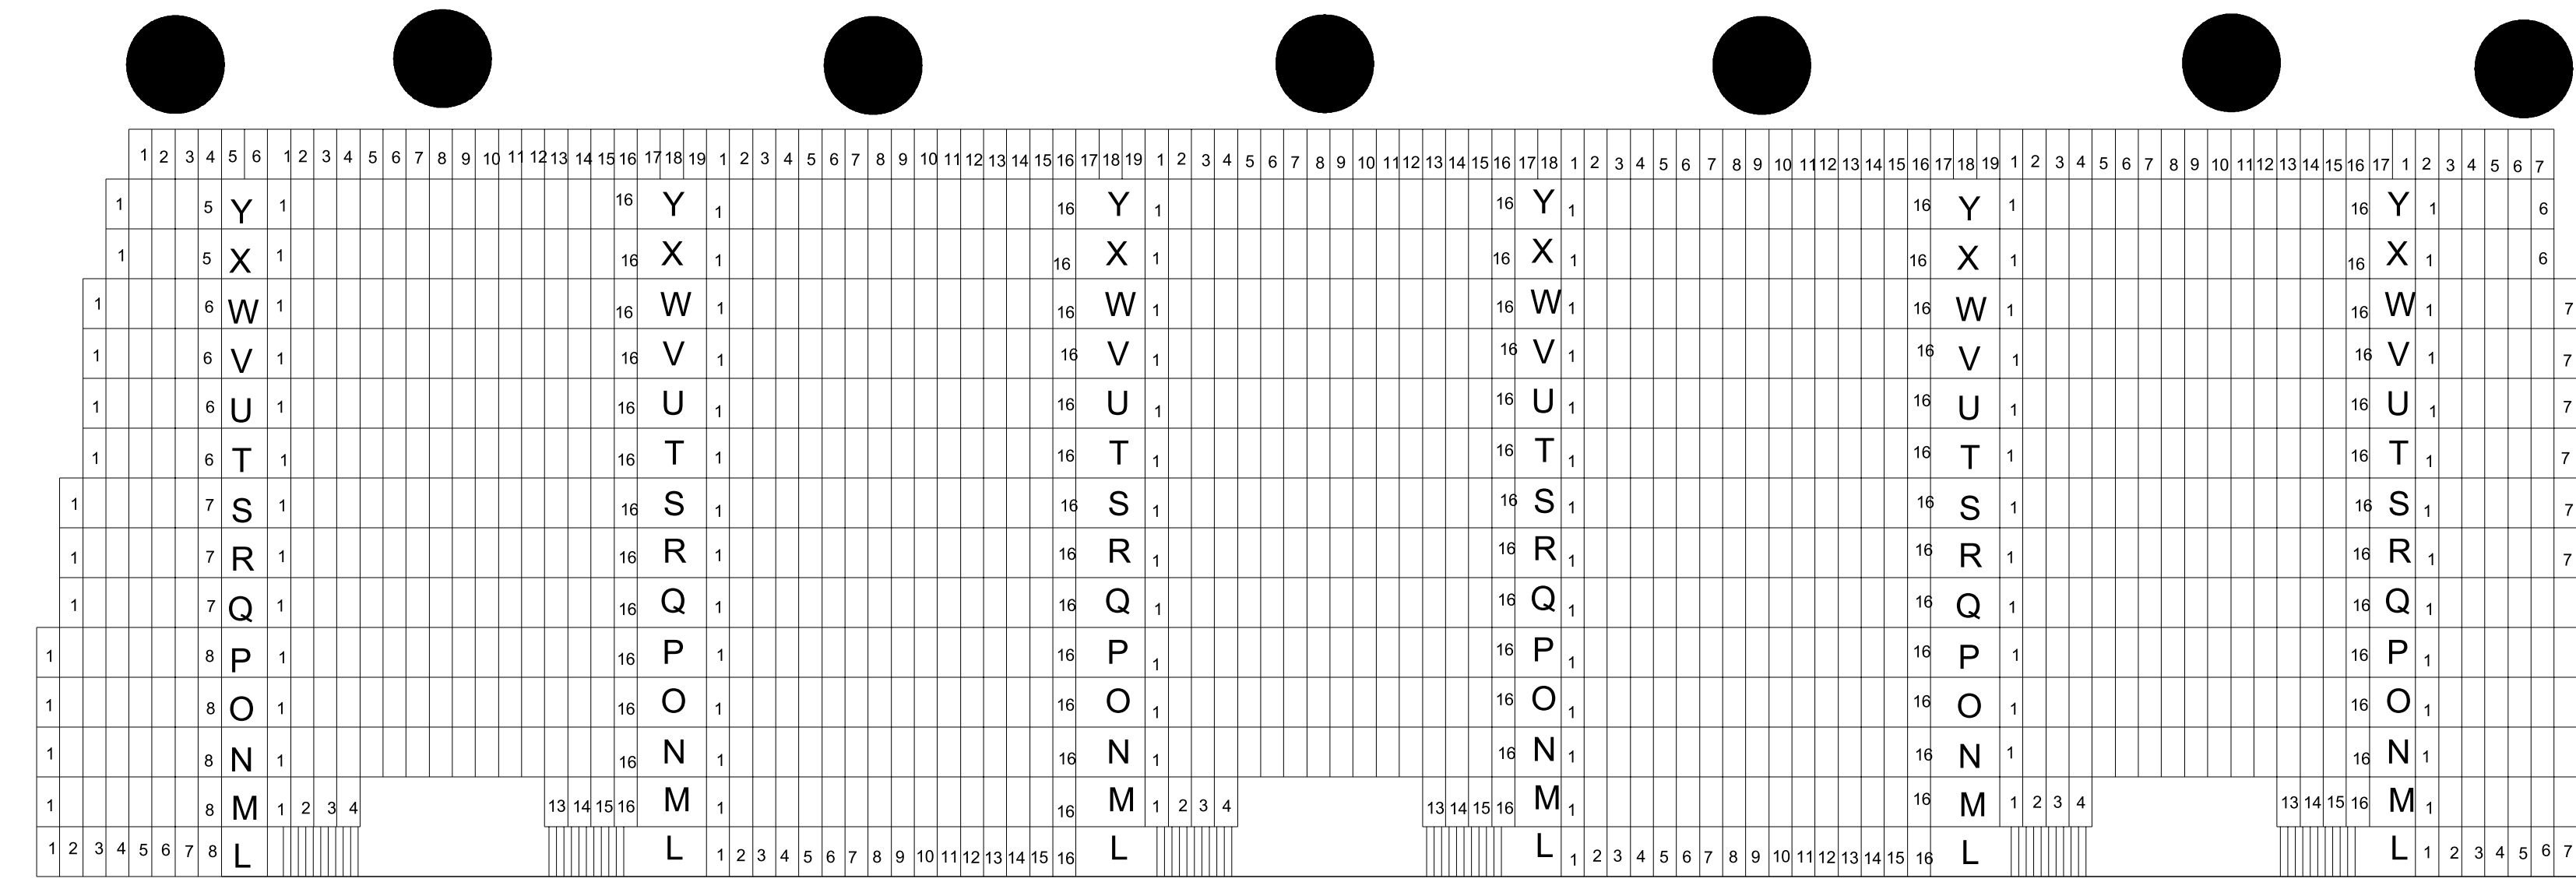 1 2 3 4 5 6 1 2 3 4 5 6 7 8 9 10 11 12 13 14 15 16 17 18 19 1 2 3 4 5 6 7 8 9 10 11 12 13 14 15 16 17 18 19 1 2 3 4 5 6 7 8 9 10 11 12 13 14 15 16 17 18 1 2 3 4 5 6 7 8 9 10 11 12 13 14 15 16 17 18 19 1 2 3 4 5 6 7 8 9 10 11 12 13 14 15 16 17 1 2 3 4 5 6 7
1 5 Y 1 16 Y 1 16 Y 1 16 Y 1 16 Y 1 16 Y 1 6
1 5 X 1 16 X 1 16 X 1 16 X 1 16 X 1 16 X 1 6
1 6 W 1 16 W 1 16 W 1 16 W 1 16 W 1 16 W 1 7
1 6 V 1 16 V 1 16 V 1 16 V 1 16 V 1 16 V 1 7
1 6 U 1 16 U 1 16 U 1 16 U 1 16 U 1 16 U 1 7
1 6 T 1 16 T 1 16 T 1 16 T 1 16 T 1 16 T 1 7
1 7 S 1 16 S 1 16 S 1 16 S 1 16 S 1 16 S 1 7
1 7 R 1 16 R 1 16 R 1 16 R 1 16 R 1 16 R 1 7
1 7 Q 1 16 Q 1 16 Q 1 16 Q 1 16 Q 1 16 Q 1
1 8 P 1 16 P 1 16 P 1 16 P 1 16 P 1 16 P 1
1 8 O 1 16 O 1 16 O 1 16 O 1 16 O 1 16 O 1
1 8 N 1 16 N 1 16 N 1 16 N 1 16 N 1 16 N 1
1 8 M 1 2 3 4 13 14 15 16 M 1 16 M 1 2 3 4 13 14 15 16 M 1 16 M 1 2 3 4 13 14 15 16 M 1
1 2 3 4 5 6 7 8 L L 1 2 3 4 5 6 7 8 9 10 11 12 13 14 15 16 L L 1 2 3 4 5 6 7 8 9 10 11 12 13 14 15 16 L L 1 2 3 4 5 6 7